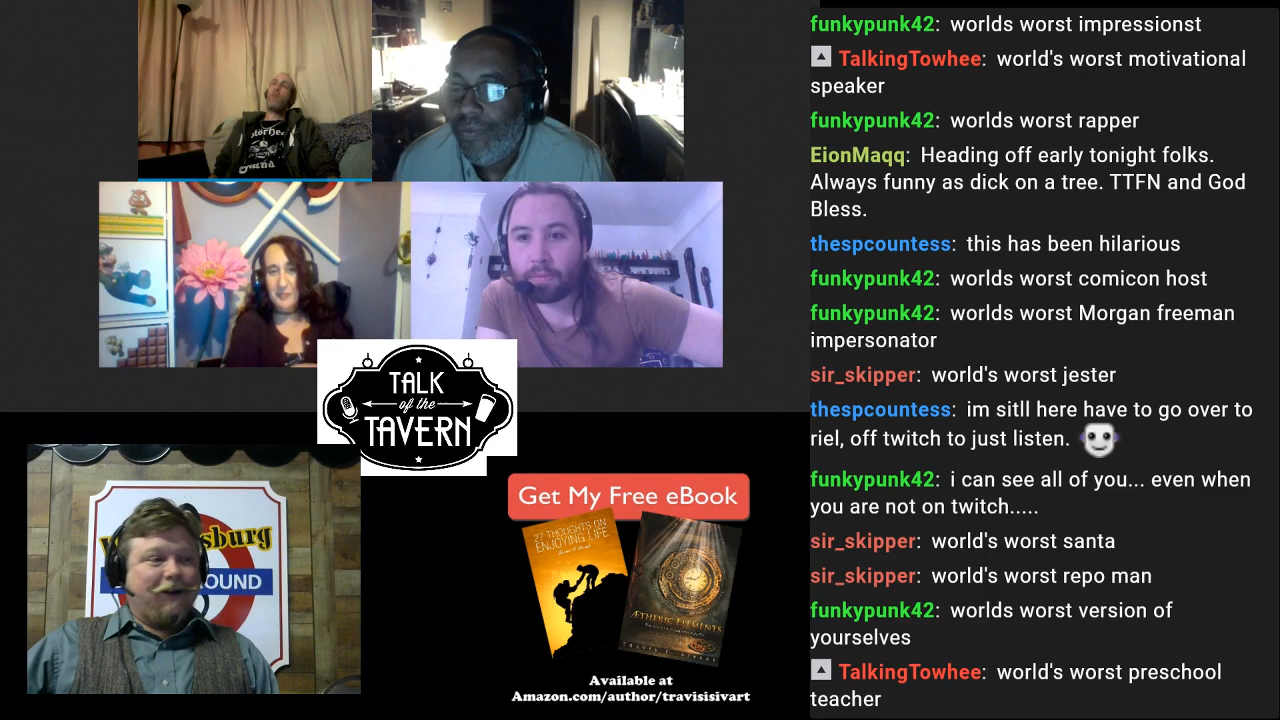 funkypunk42: worlds worst impressionst
TalkingTowhee: world's worst motivational
speaker
funkypunk42: worlds worst rapper
EionMaqq: Heading off early tonight folks.
Always funny as dick on a tree. TTFN and God
Bless.
thespcountess: this has been hilarious
funkypunk42: worlds worst comicon host
funkypunk42: worlds worst Morgan freeman
impersonator
sir_skipper: world's worst jester
thespcountess: im sitll here have to go over to
riel, off twitch to just listen.
funkypunk42: i can see all of you... even when
you are not on twitch.....
sir_skipper: world's worst santa
sir_skipper: world's worst repo man
funkypunk42: worlds worst version of
yourselves
TalkingTowhee: world's worst preschool
teacher
TALK
of the
TAVERN
sburg
OUND
Get My Free eBook
27 THOUGHTS ON
ENJOYING LIFE
ÆTHERIC ELEMENTS
Available at
Amazon.com/author/travisisivart